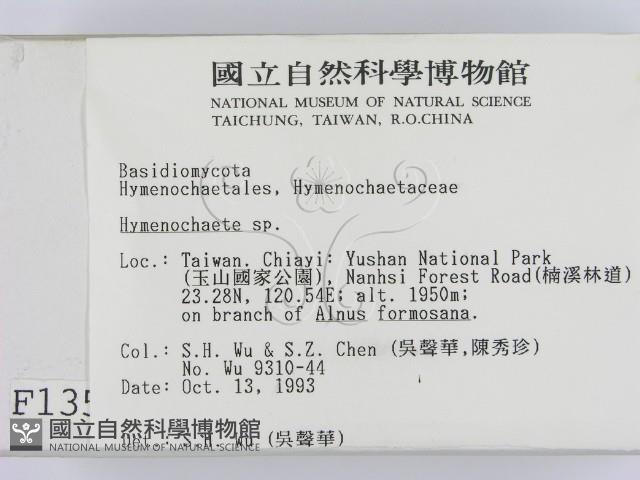 國立自然科學博物館
NATIONAL MUSEUM OF NATURAL SCIENCE
TAICHUNG, TAIWAN, R.O.CHINA
Basidiomycota
Hymenochaetales, Hymenochaetaceae
Hymenochaete sp.
Loc.: Taiwan. Chiayi: Yushan National Park
(玉山國家公園), Nanhsi Forest Road(楠溪林道)
23.28N, 120.54E; alt. 1950m;
on branch of Alnus formosana.
Col.: S.H. Wu & S.Z. Chen (吳聲華,陳秀珍)
No. Wu 9310-44
Date: Oct. 13, 1993
F135
Det.: S.H. Wu (吳聲華)
國立自然科學博物館
NATIONAL MUSEUM OF NATURAL SCIENCE